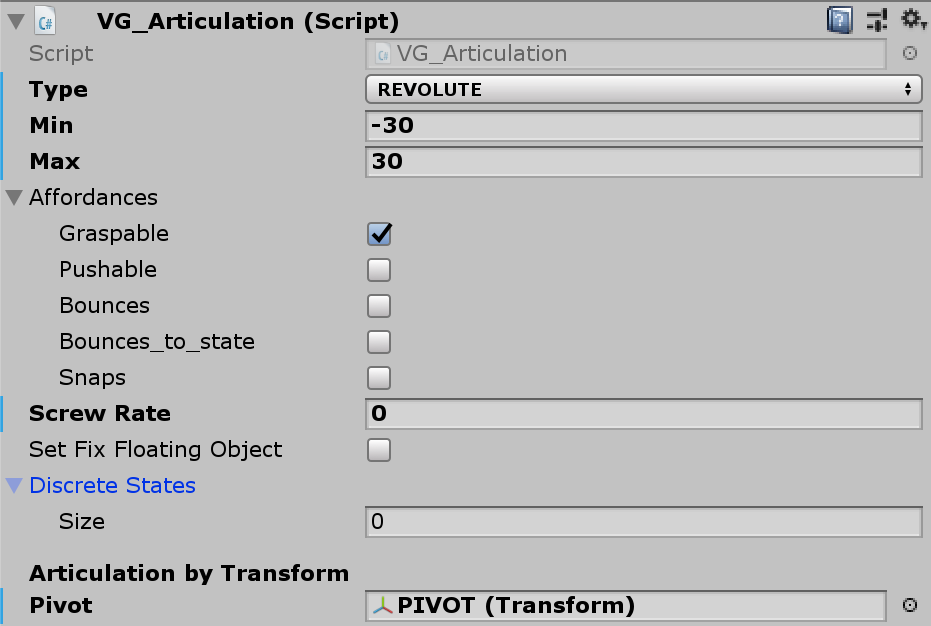 VG_Articulation (Script)
Script VG_Articulation
Type REVOLUTE
Min -30
Max 30
Affordances
Graspable
Pushable
Bounces
Bounces_to_state
Snaps
Screw Rate 0
Set Fix Floating Object
Discrete States
Size 0
Articulation by Transform
Pivot PIVOT (Transform)